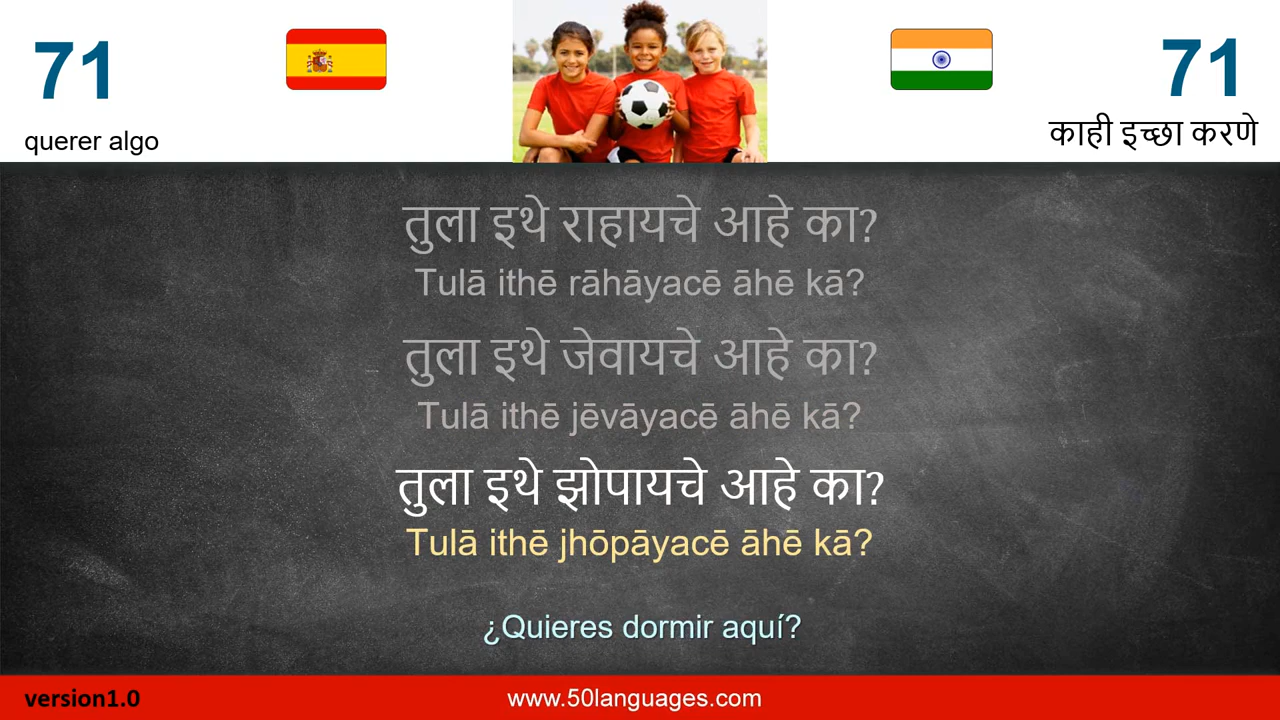 71
querer algo
71
काही इच्छा करणे
तुला इथे राहायचे आहे का?
Tulā ithē rāhāyacē āhē kā?
तुला इथे जेवायचे आहे का?
Tulā ithē jēvāyacē āhē kā?
तुला इथे झोपायचे आहे का?
Tulā ithē jhōpāyacē āhē kā?
¿Quieres dormir aquí?
version1.0
www.50languages.com